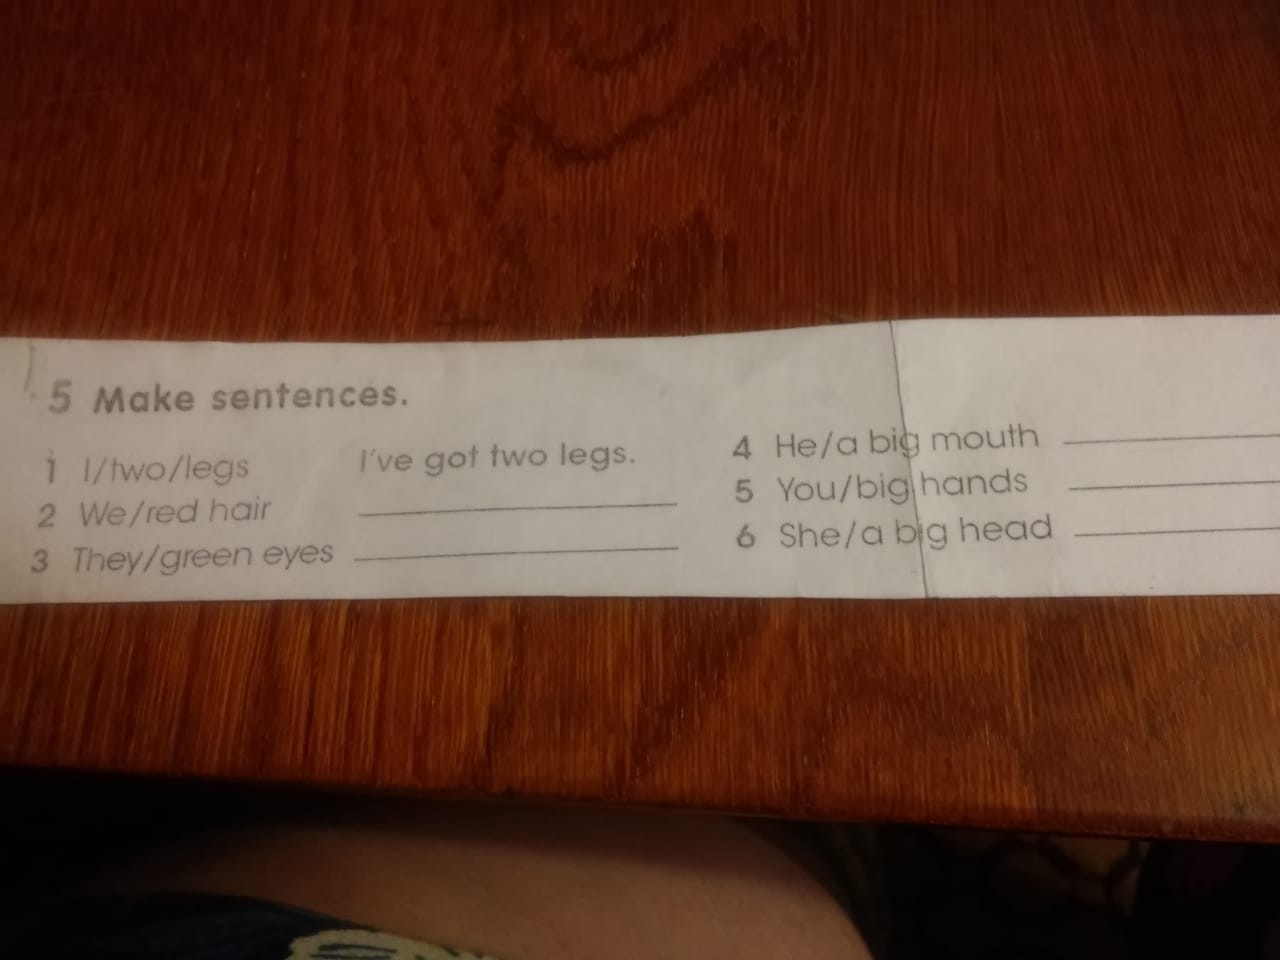 5 Make sentences.
1 I/two/legs I've got two legs.
2 We/red hair
3 They/green eyes
4 He/a big mouth
5 You/big hands
6 She/a big head